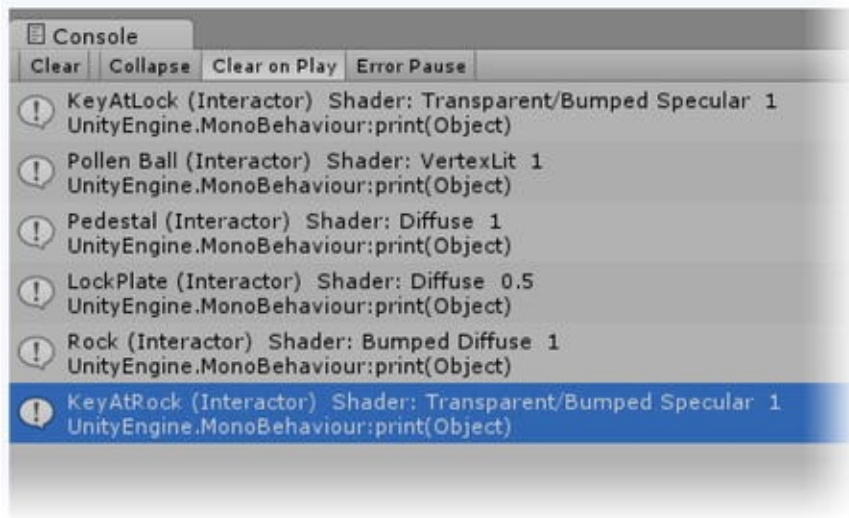 Console
Clear Collapse Clear on Play Error Pause
KeyAtLock (Interactor)  Shader: Transparent/Bumped Specular  1
UnityEngine.MonoBehaviour:print(Object)
Pollen Ball (Interactor)  Shader: VertexLit  1
UnityEngine.MonoBehaviour:print(Object)
Pedestal (Interactor)  Shader: Diffuse  1
UnityEngine.MonoBehaviour:print(Object)
LockPlate (Interactor)  Shader: Diffuse  0.5
UnityEngine.MonoBehaviour:print(Object)
Rock (Interactor)  Shader: Bumped Diffuse  1
UnityEngine.MonoBehaviour:print(Object)
KeyAtRock (Interactor)  Shader: Transparent/Bumped Specular  1
UnityEngine.MonoBehaviour:print(Object)